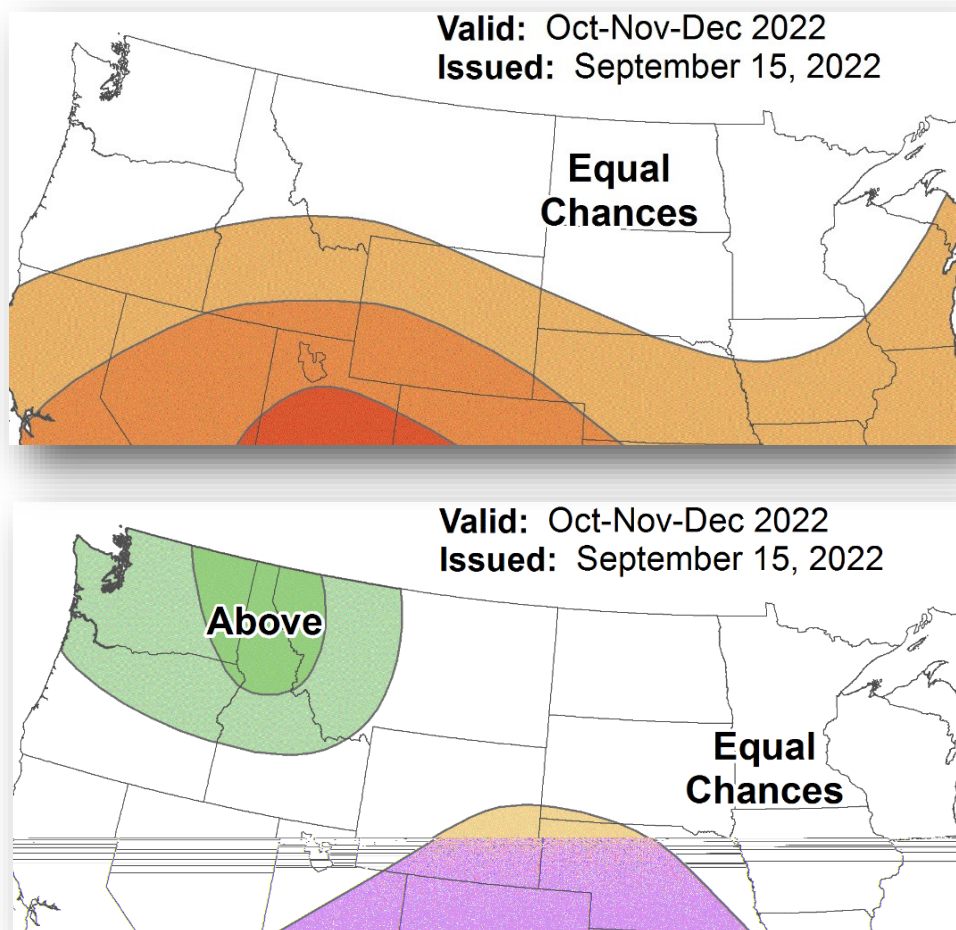 Valid: Oct-Nov-Dec 2022
Issued: September 15, 2022
Equal
Chances
Valid: Oct-Nov-Dec 2022
Issued: September 15, 2022
Above
Equal
Chances